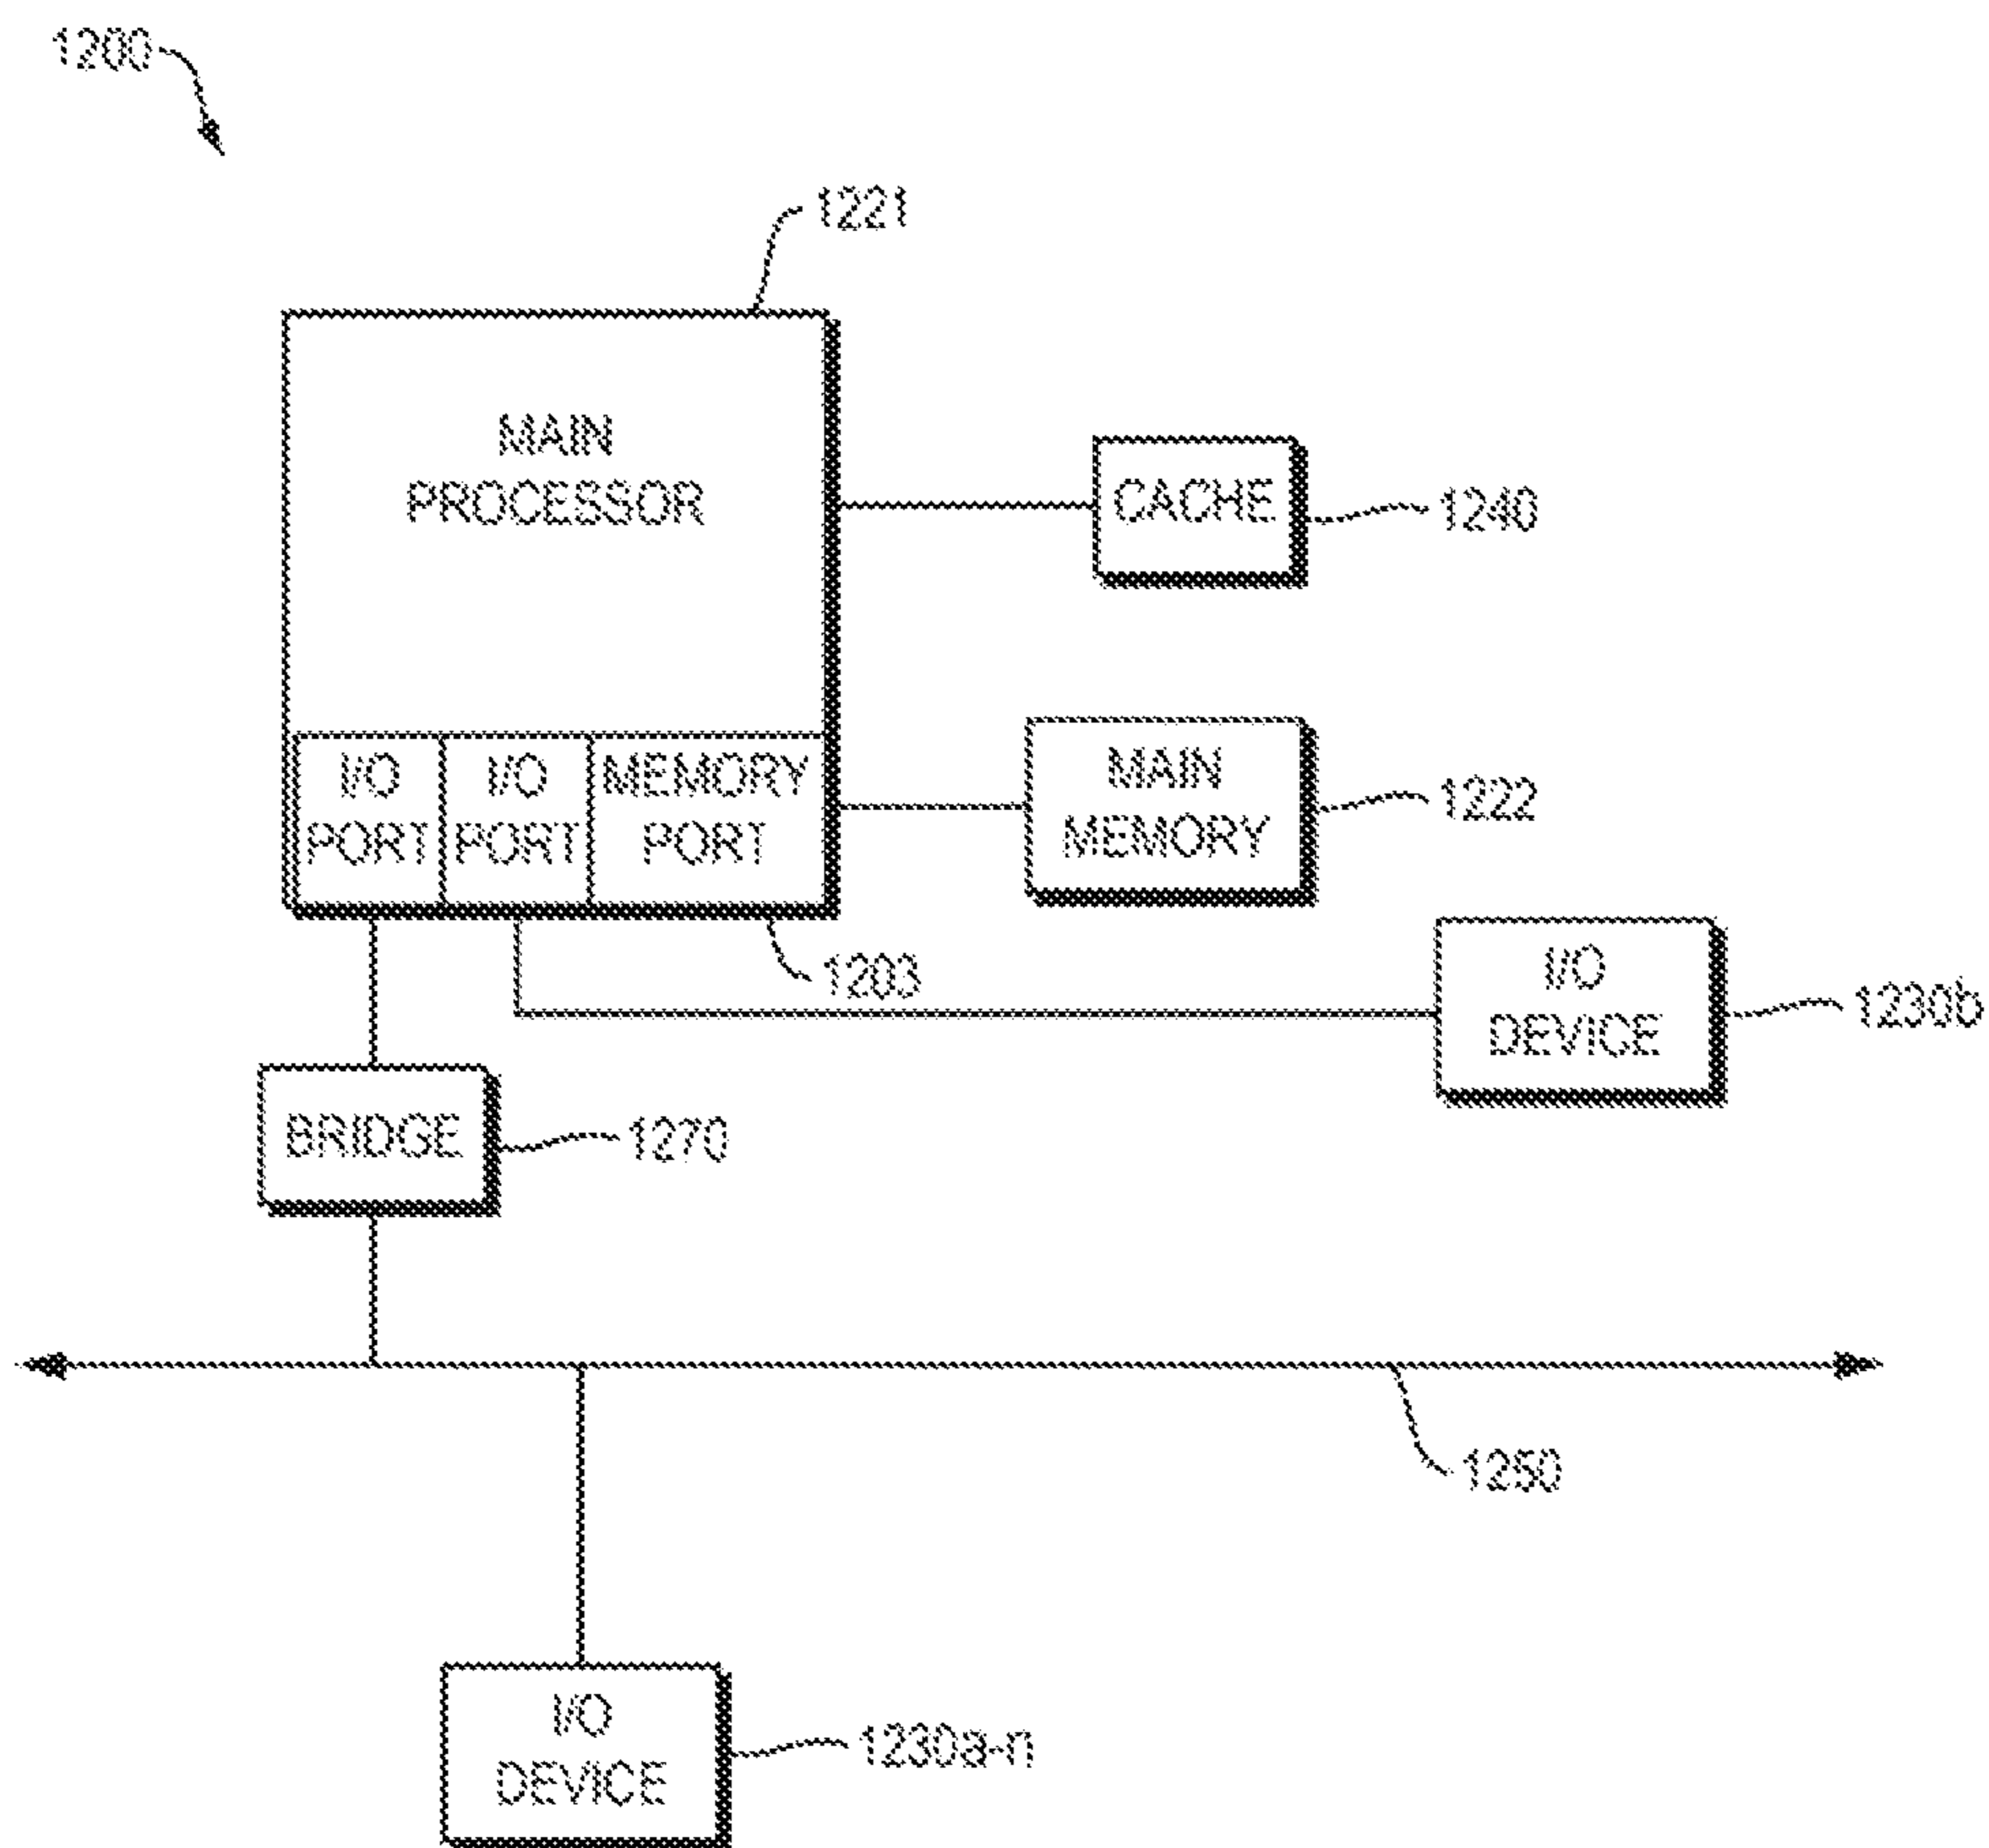 1200
1221
MAIN
PROCESSOR
CACHE
1240
I/O
PORT
I/O
PORT
MEMORY
PORT
MAIN
MEMORY
1222
1203
I/O
DEVICE
1230b
BRIDGE
1270
1250
I/O
DEVICE
1230a-n